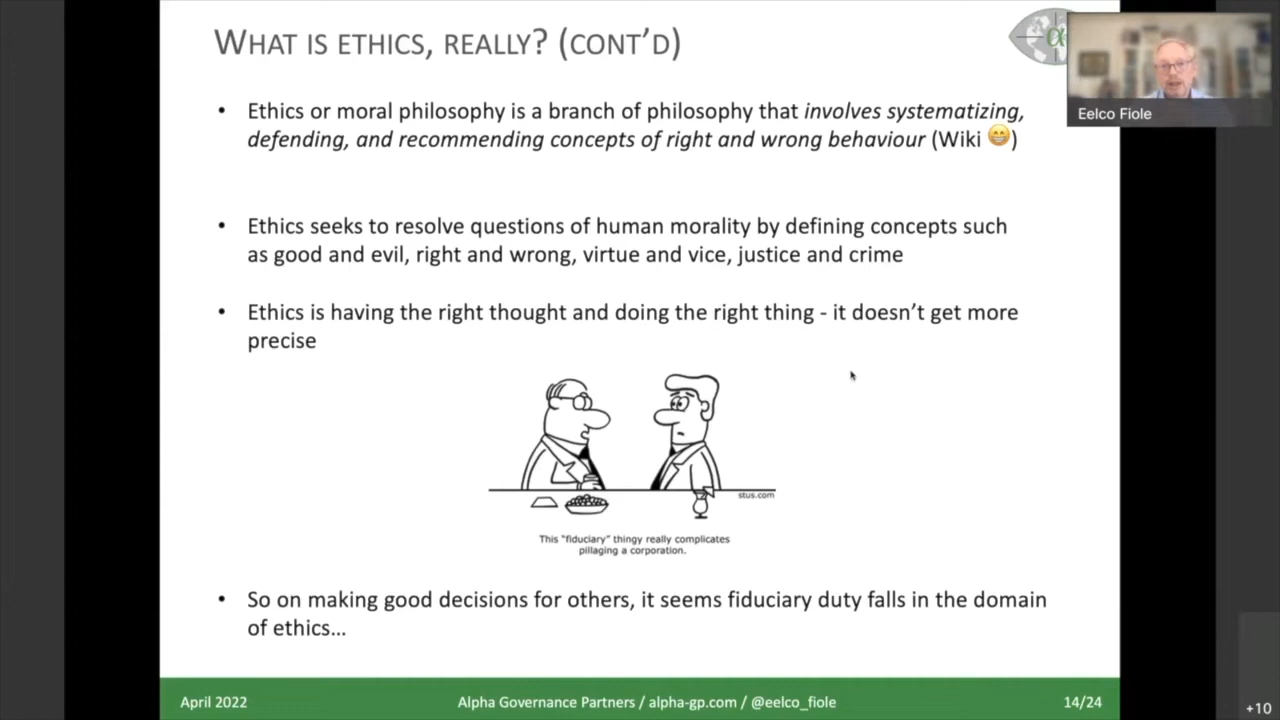 WHAT IS ETHICS, REALLY? (CONT’D)
α
Eelco Fiole
• Ethics or moral philosophy is a branch of philosophy that involves systematizing,
defending, and recommending concepts of right and wrong behaviour (Wiki 😁)
• Ethics seeks to resolve questions of human morality by defining concepts such
as good and evil, right and wrong, virtue and vice, justice and crime
• Ethics is having the right thought and doing the right thing - it doesn’t get more
precise
stus.com
This "fiduciary" thingy really complicates
pillaging a corporation.
• So on making good decisions for others, it seems fiduciary duty falls in the domain
of ethics…
April 2022
Alpha Governance Partners / alpha-gp.com / @eelco_fiole
14/24
+10